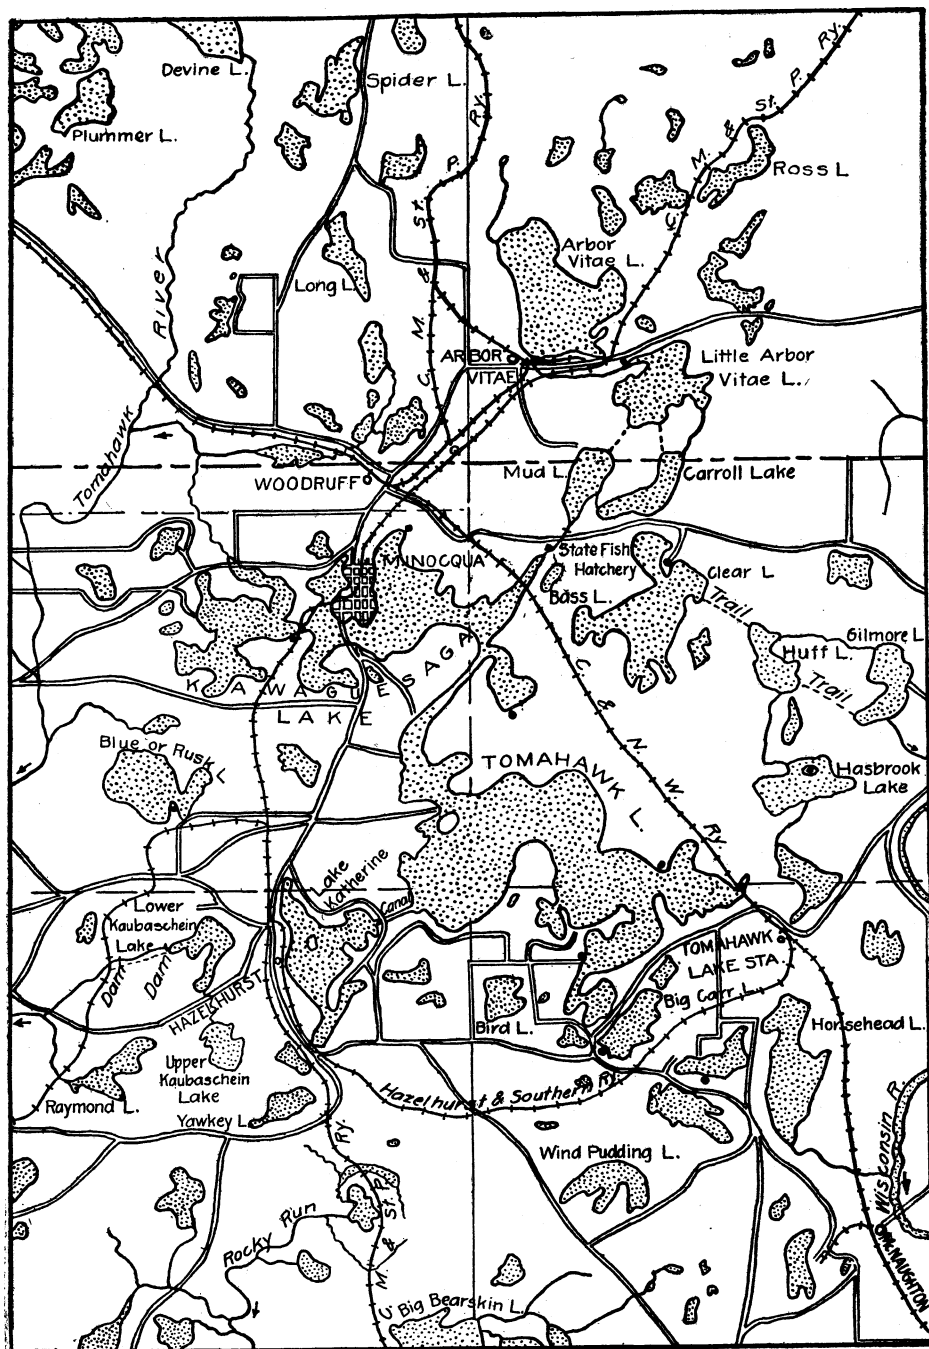 Devine L.
Spider L.
Plummer L.
C. M. & St. P. Ry.
C. M. & St. P. Ry.
Ross L
River
Arbor
Vitae L.
Long L.
ARBOR
VITAE
Little Arbor
Vitae L.
Tomahawk
Mud L.
Carroll Lake
WOODRUFF
MINOCQUA
State Fish
Hatchery
Bass L.
Clear L
Trail
Gilmore L
Huff L.
Trail
KAWAGUESAGA
LAKE
C. & N. W. Ry.
Blue or Rusk L
TOMAHAWK L.
Hasbrook
Lake
Lake
Katherine
Canal
Lower
Kaubaschein
Lake
Dam
Dam
TOMAHAWK
LAKE STA.
HAZELHURST
Big Carr L.
Bird L.
Horsehead L.
Upper
Kaubaschein
Lake
Raymond L.
Yawkey L.
Hazelhurst & Southern Ry.
Wisconsin R.
Wind Pudding L.
C. M. & St. P. Ry
Rocky Run
McNAUGHTON
Big Bearskin L.